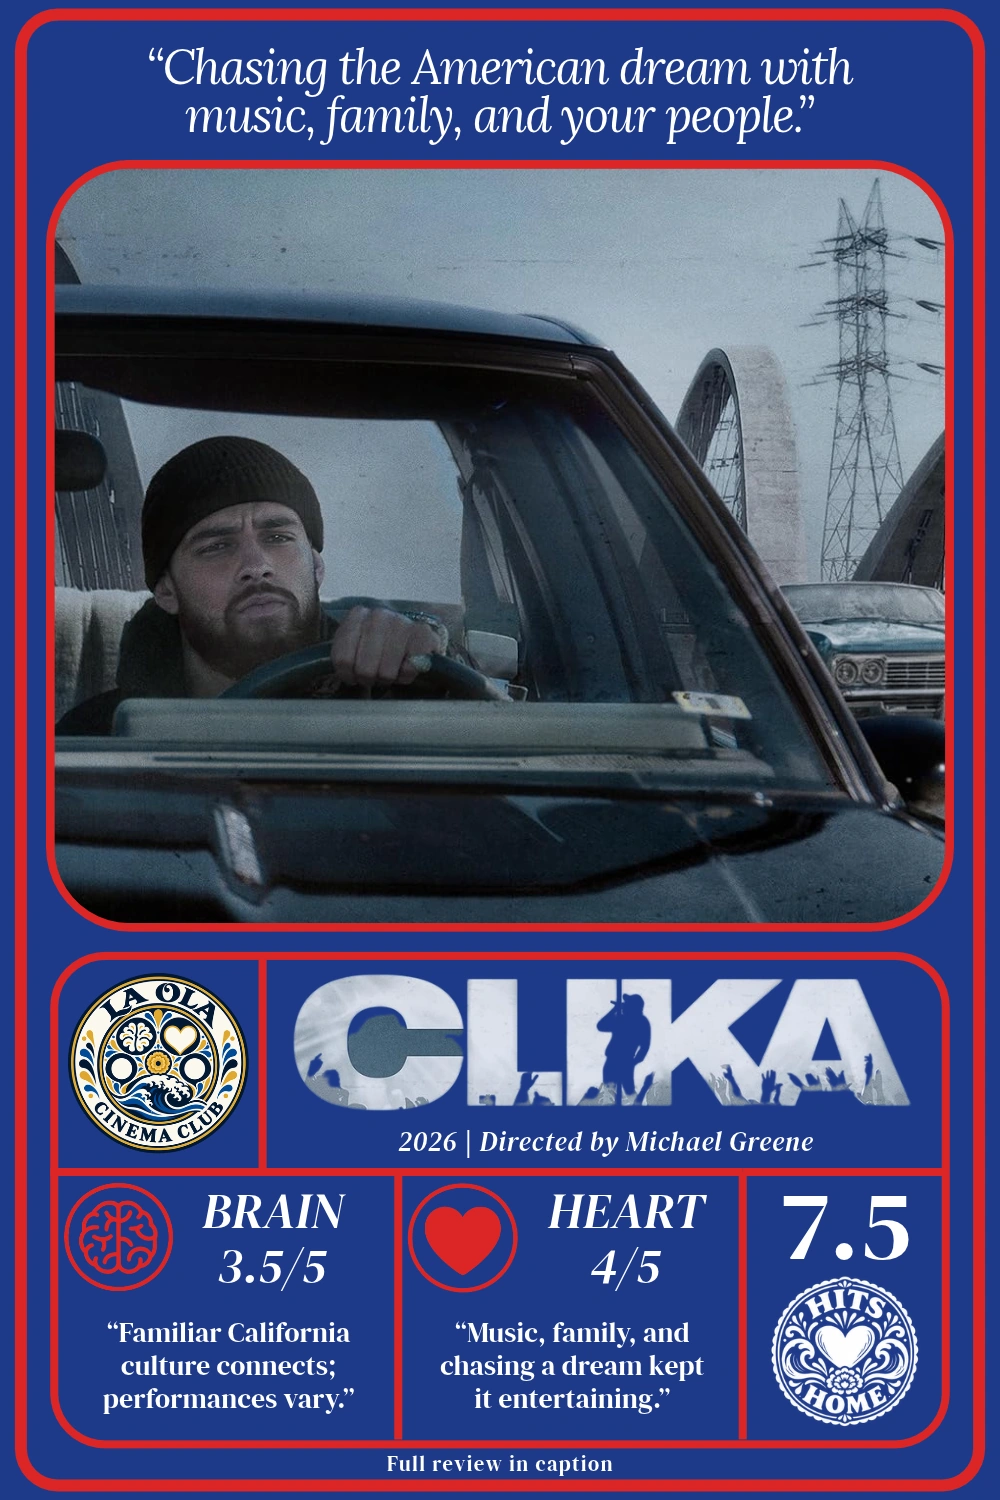 “Chasing the American dream with
music, family, and your people.”
LA OLA
CINEMA CLUB
CLIKA
2026 | Directed by Michael Greene
BRAIN
3.5/5
“Familiar California
culture connects;
performances vary.”
HEART
4/5
“Music, family, and
chasing a dream kept
it entertaining.”
7.5
HITS
HOME
Full review in caption